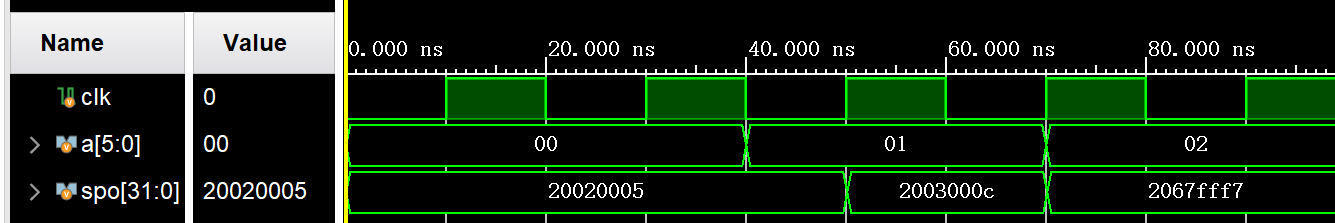 Name Value
0.000 ns 20.000 ns 40.000 ns 60.000 ns 80.000 ns
clk 0
a[5:0] 00 00 01 02
spo[31:0] 20020005 20020005 2003000c 2067fff7